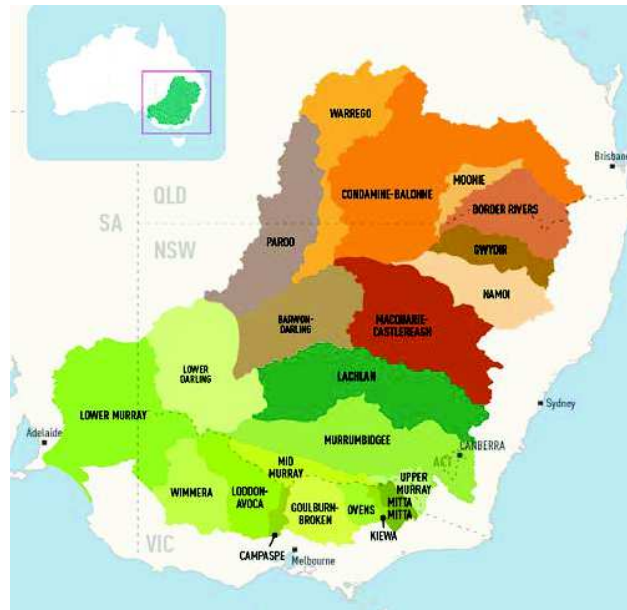 WARREGO
Brisbane
MOONIE
CONDAMINE-BALONNE
QLD
BORDER RIVERS
SA
PAROO
NSW
GWYDIR
NAMOI
BARWON-
DARLING
MACQUARIE-
CASTLEREAGH
LOWER
DARLING
LACHLAN
LOWER MURRAY
Sydney
Adelaide
MURRUMBIDGEE
CANBERRA
ACT
MID
MURRAY
UPPER
MURRAY
WIMMERA
LODDON-
AVOCA
GOULBURN-
BROKEN
OVENS
MITTA
MITTA
KIEWA
VIC
CAMPASPE
Melbourne